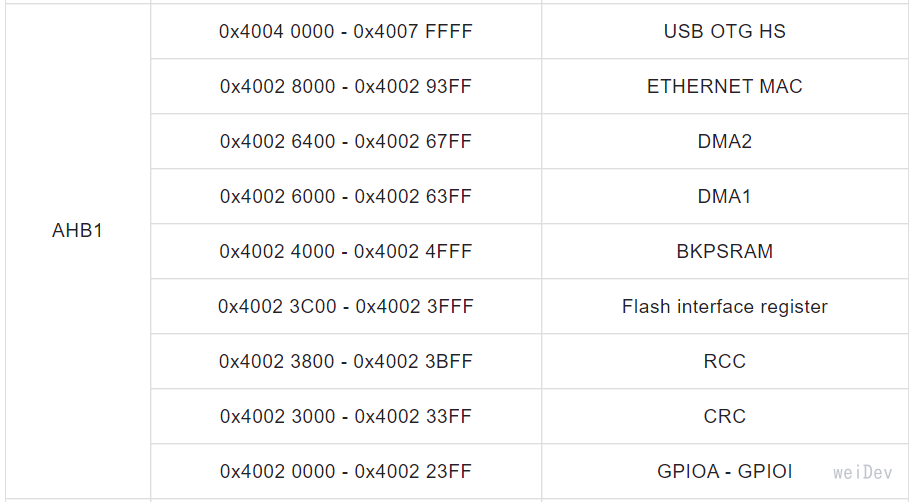 0x4004 0000 - 0x4007 FFFF USB OTG HS
0x4002 8000 - 0x4002 93FF ETHERNET MAC
0x4002 6400 - 0x4002 67FF DMA2
0x4002 6000 - 0x4002 63FF DMA1
AHB1
0x4002 4000 - 0x4002 4FFF BKPSRAM
0x4002 3C00 - 0x4002 3FFF Flash interface register
0x4002 3800 - 0x4002 3BFF RCC
0x4002 3000 - 0x4002 33FF CRC
0x4002 0000 - 0x4002 23FF GPIOA - GPIOI
weiDev